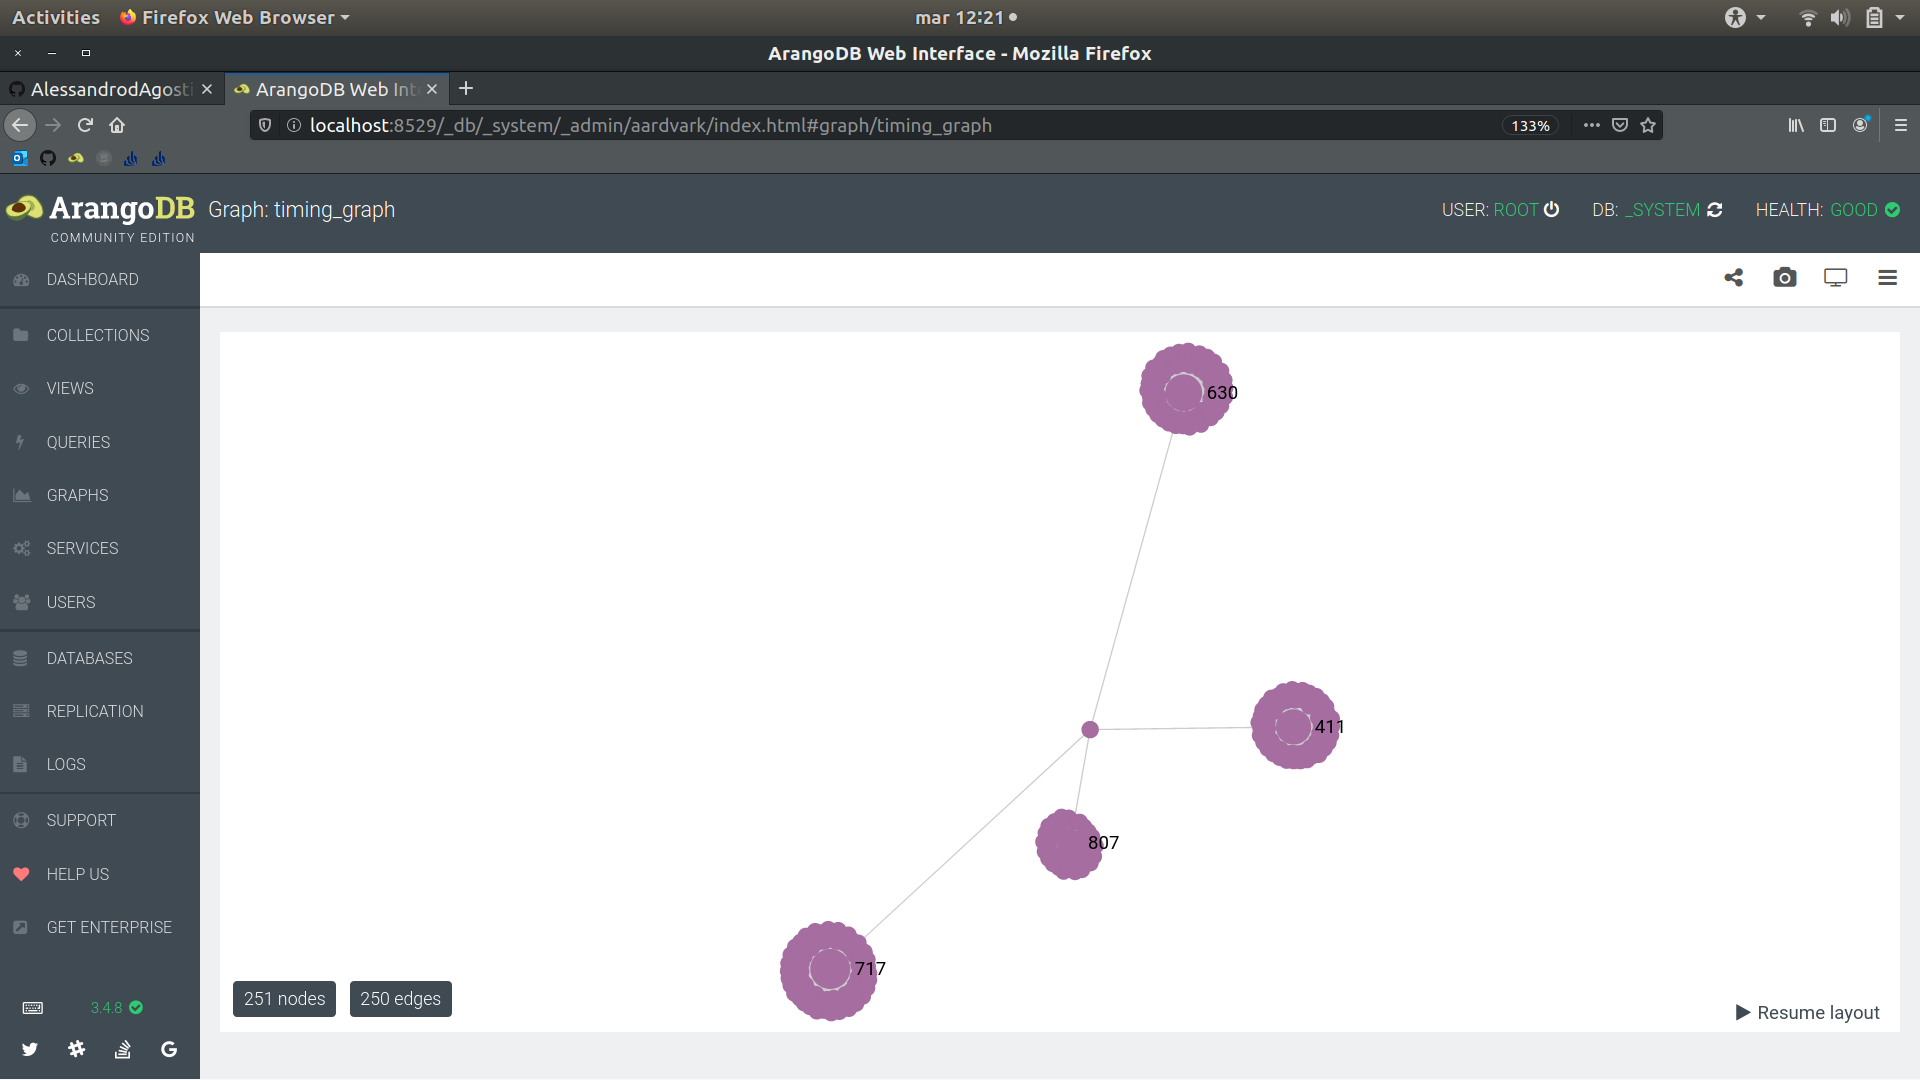 Activities Firefox Web Browser mar 12:21
ArangoDB Web Interface - Mozilla Firefox
AlessandrodAgosti ArangoDB Web Int
localhost:8529/_db/_system/_admin/aardvark/index.html#graph/timing_graph 133%
ArangoDB
COMMUNITY EDITION
Graph: timing_graph
USER: ROOT DB: _SYSTEM HEALTH: GOOD
DASHBOARD
COLLECTIONS
VIEWS
QUERIES
GRAPHS
SERVICES
USERS
DATABASES
REPLICATION
LOGS
SUPPORT
HELP US
GET ENTERPRISE
3.4.8
630
411
807
717
251 nodes 250 edges
Resume layout